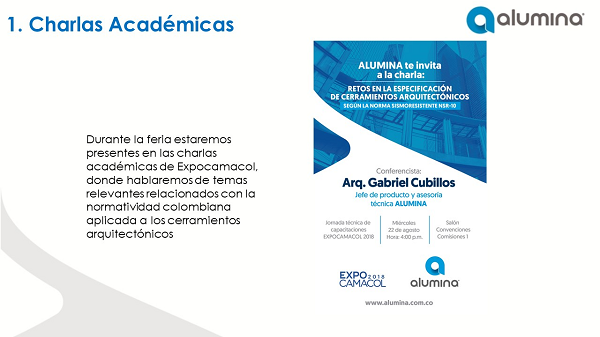 1. Charlas Académicas
alumina
Durante la feria estaremos
presentes en las charlas
académicas de Expocamacol,
donde hablaremos de temas
relevantes relacionados con la
normatividad colombiana
aplicada a los cerramientos
arquitectónicos
ALUMINA te invita
a la charla:
RETOS EN LA ESPECIFICACIÓN
DE CERRAMIENTOS ARQUITECTÓNICOS
SEGÚN LA NORMA SISMORESISTENTE NSR-10
Conferencista:
Arq. Gabriel Cubillos
Jefe de producto y asesoría
técnica ALUMINA
Jornada técnica de
capacitaciones
EXPOCAMACOL 2018
Miércoles
22 de agosto
Hora: 4:00 p.m.
Salón
Convenciones
Comisiones 1
EXPO 2018
CAMACOL
alumina
www.alumina.com.co